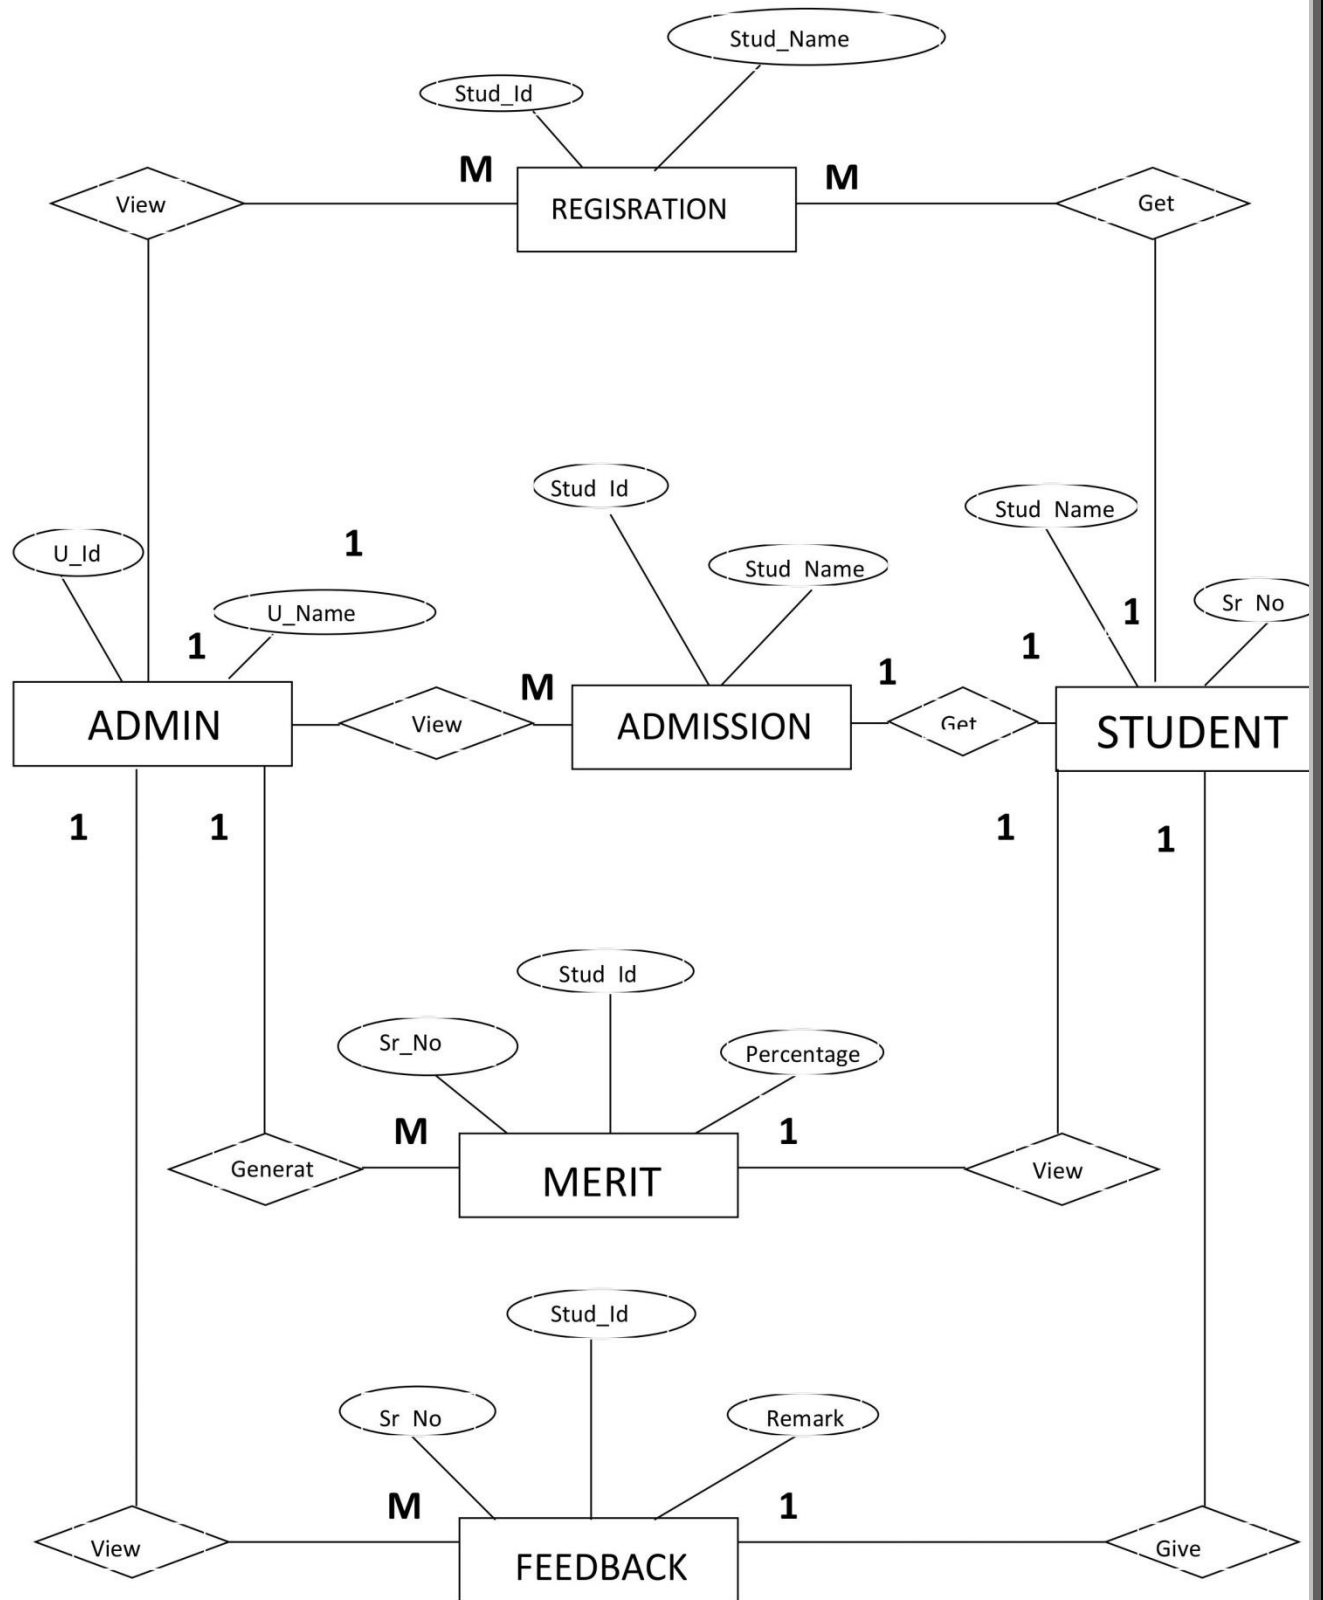 Stud_Name
Stud_Id
M
M
View
REGISRATION
Get
Stud Id
Stud Name
1
U_Id
Stud Name
Sr No
U_Name
1
1
1
1
M
ADMIN
View
ADMISSION
Get
STUDENT
1
1
1
1
Stud Id
Sr_No
Percentage
M
1
Generat
MERIT
View
Stud_Id
Sr No
Remark
M
1
View
FEEDBACK
Give